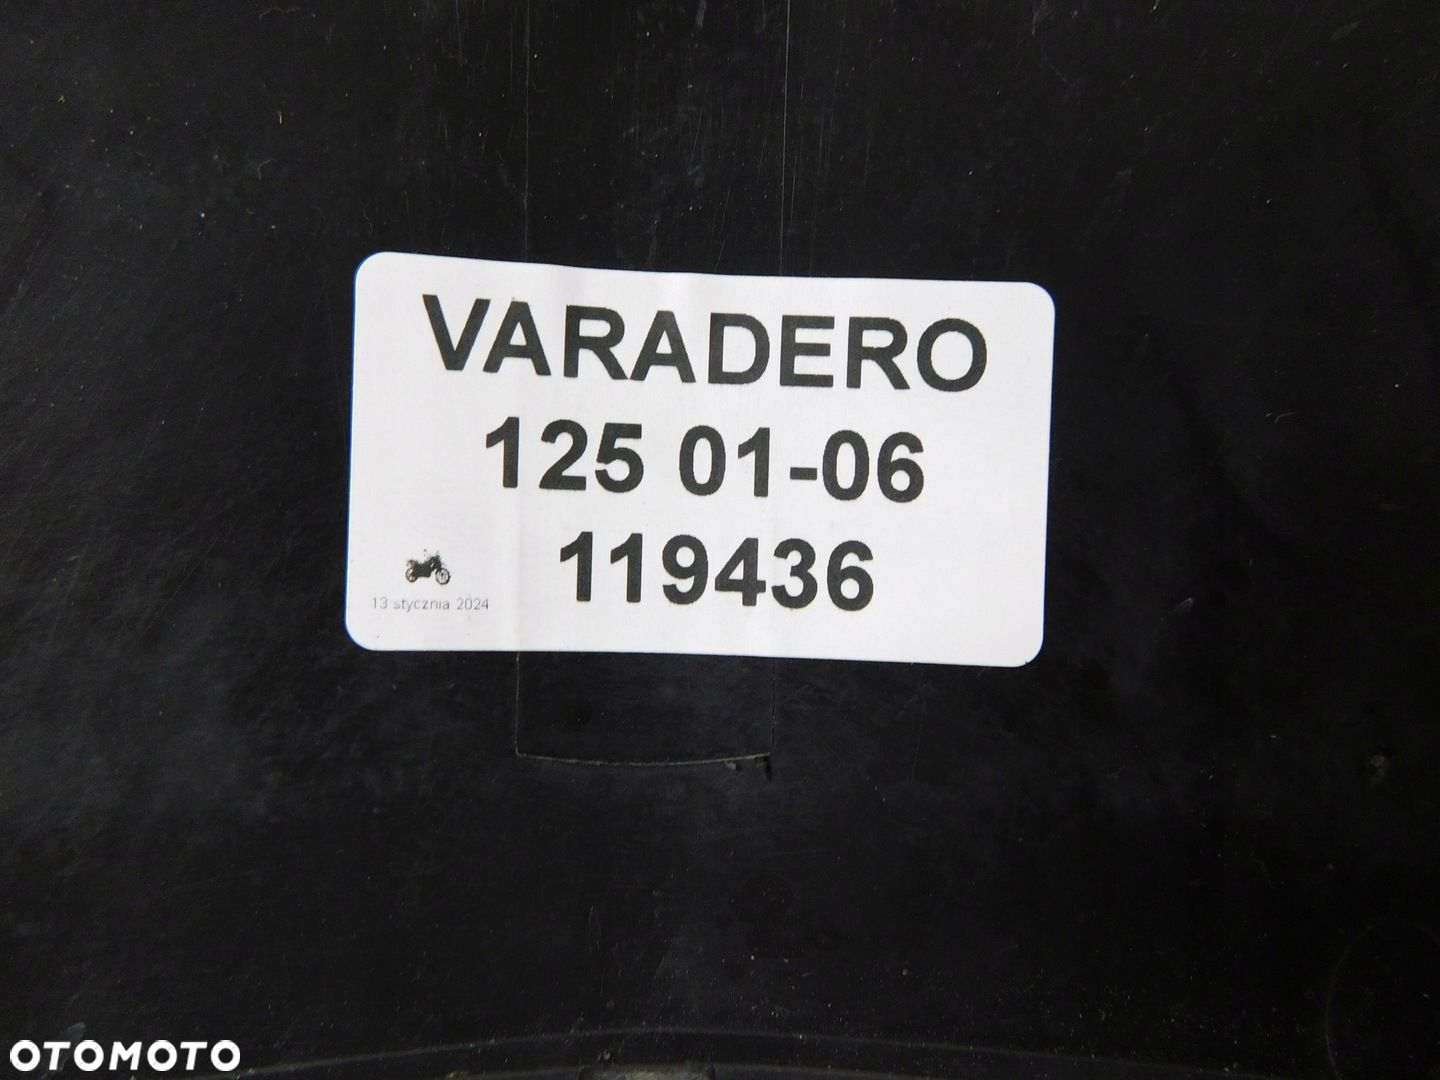 VARADERO
125 01-06
119436
13 stycznia 2024
OTOMOTO